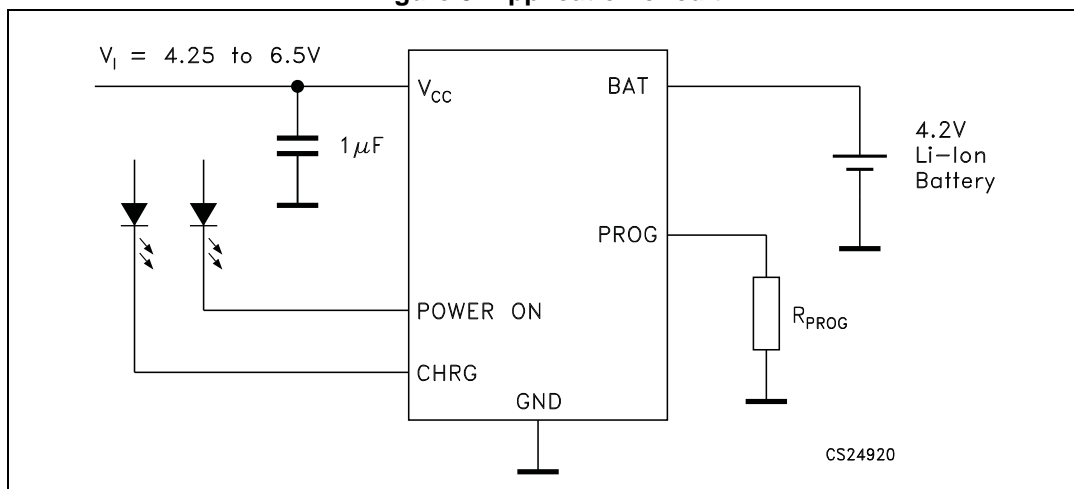 V_I = 4.25 to 6.5V
V_CC
BAT
1μF
4.2V
Li-Ion
Battery
PROG
POWER ON
R_PROG
CHRG
GND
CS24920